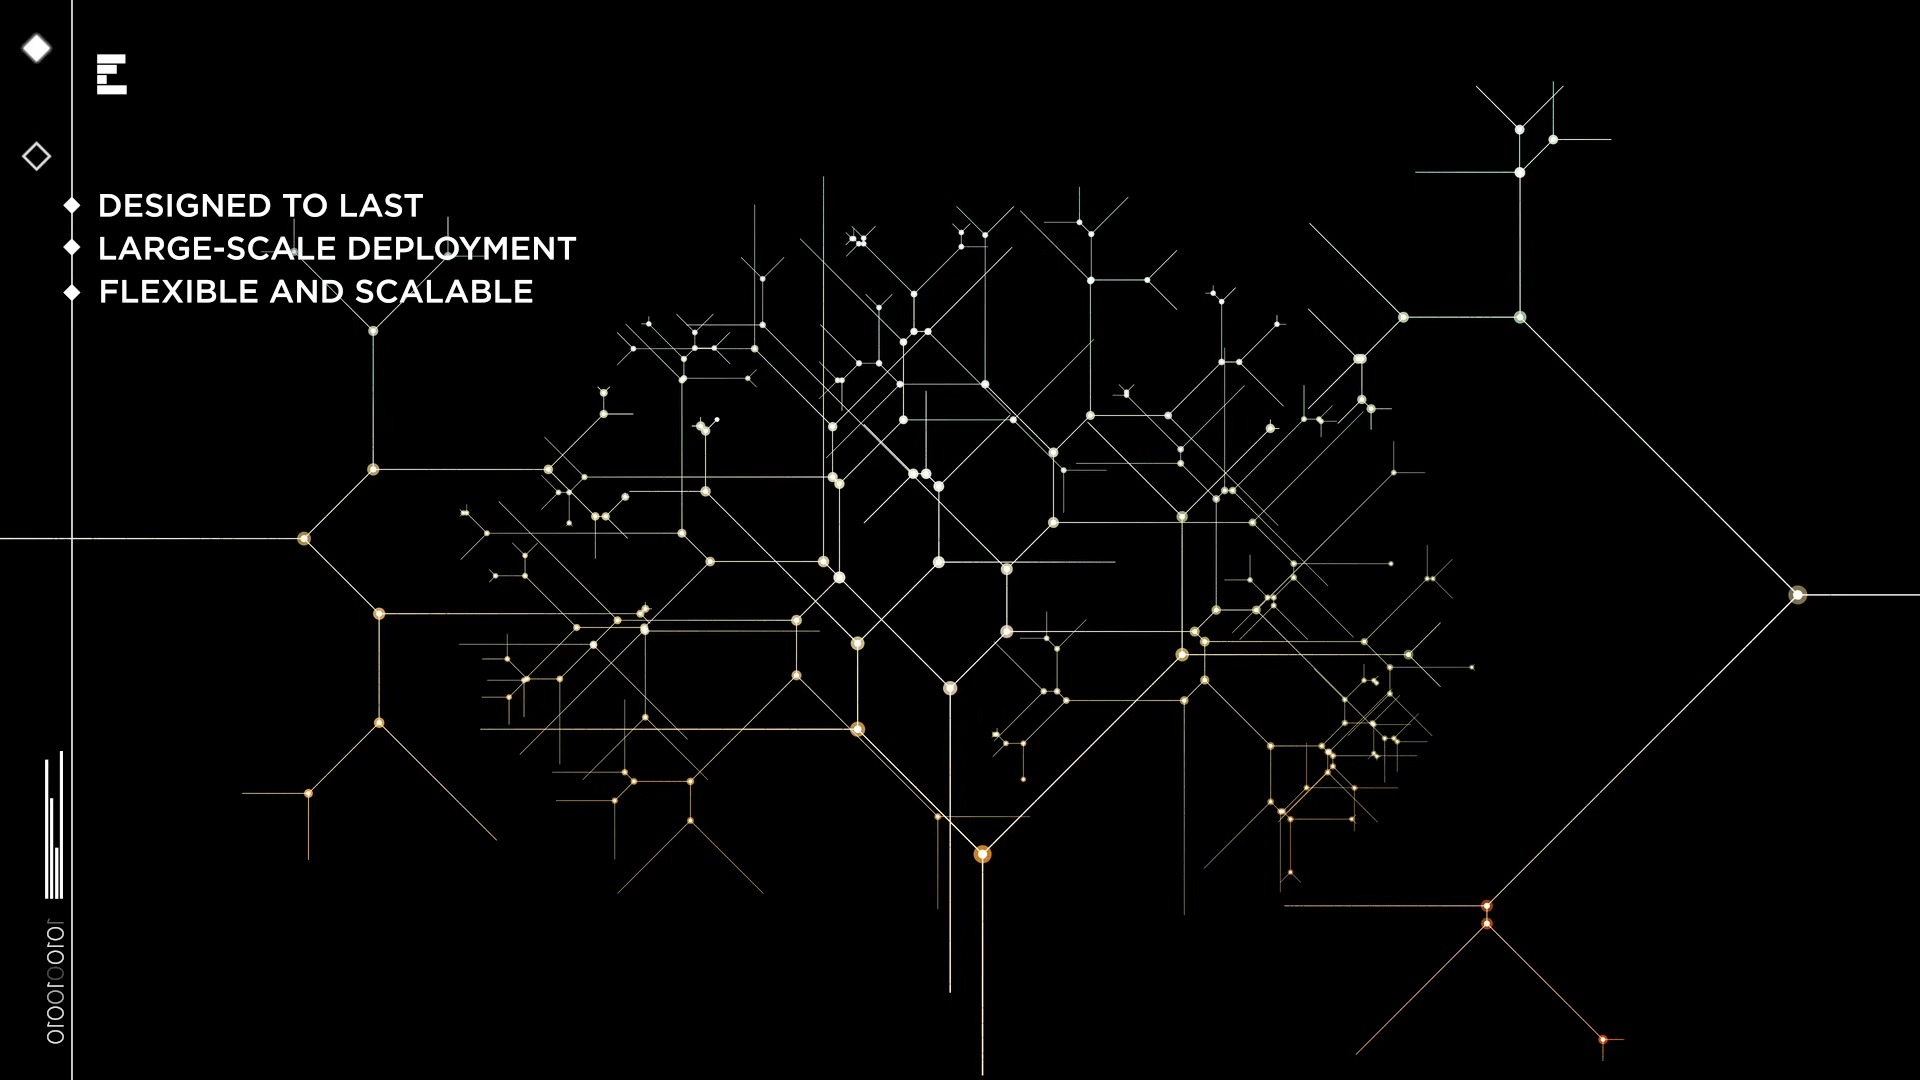 E
DESIGNED TO LAST
LARGE-SCALE DEPLOYMENT
FLEXIBLE AND SCALABLE